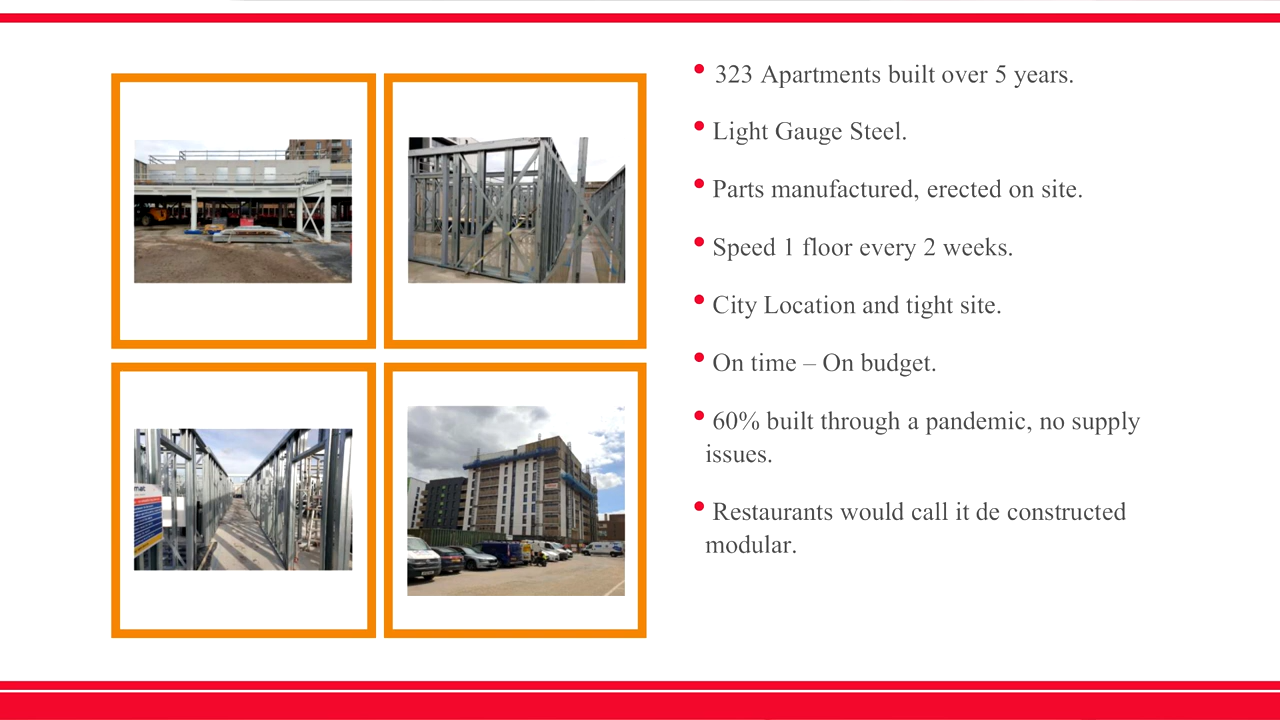 • 323 Apartments built over 5 years.
• Light Gauge Steel.
• Parts manufactured, erected on site.
• Speed 1 floor every 2 weeks.
• City Location and tight site.
• On time – On budget.
• 60% built through a pandemic, no supply
issues.
• Restaurants would call it de constructed
modular.